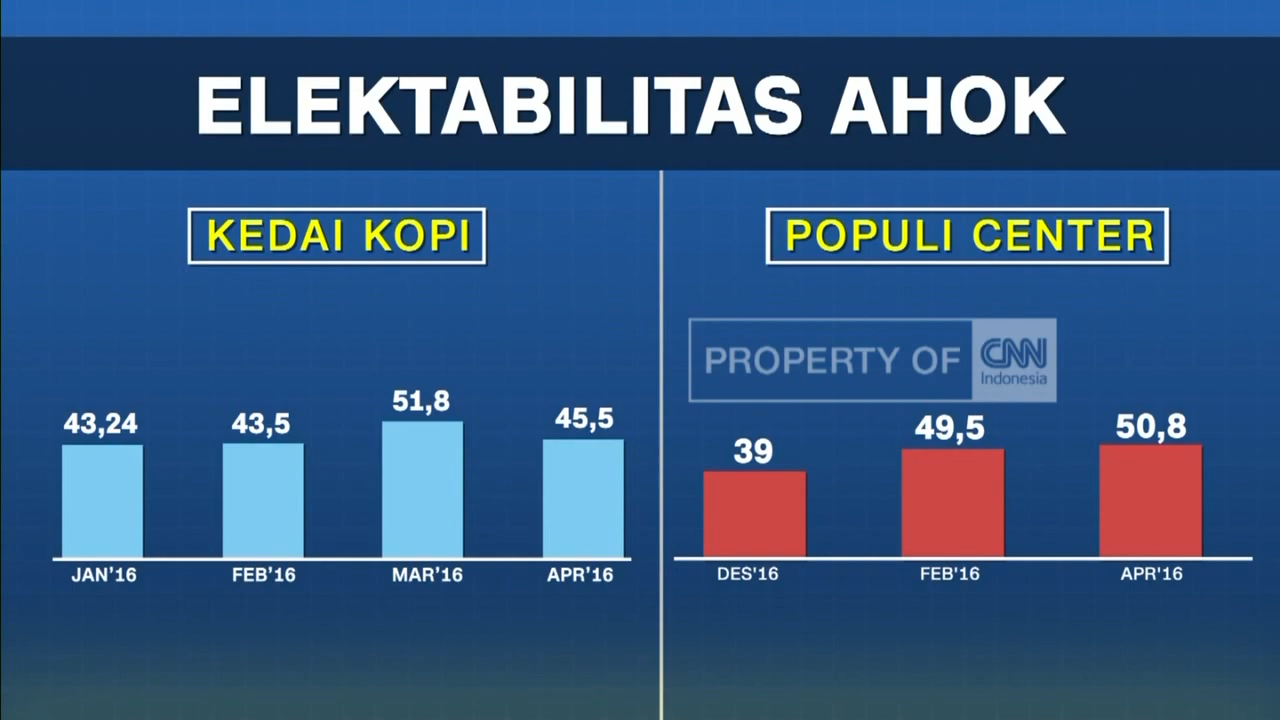 ELEKTABILITAS AHOK
KEDAI KOPI
43,24
43,5
51,8
45,5
JAN'16
FEB'16
MAR'16
APR'16
POPULI CENTER
PROPERTY OF CNN Indonesia
39
49,5
50,8
DES'16
FEB'16
APR'16